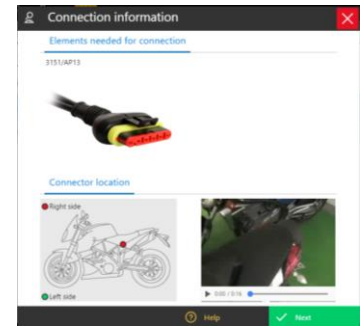 Connection information
Elements needed for connection
3151/AP13
Connector location
Right side
Left side
0:00 / 0:16
Help
Next